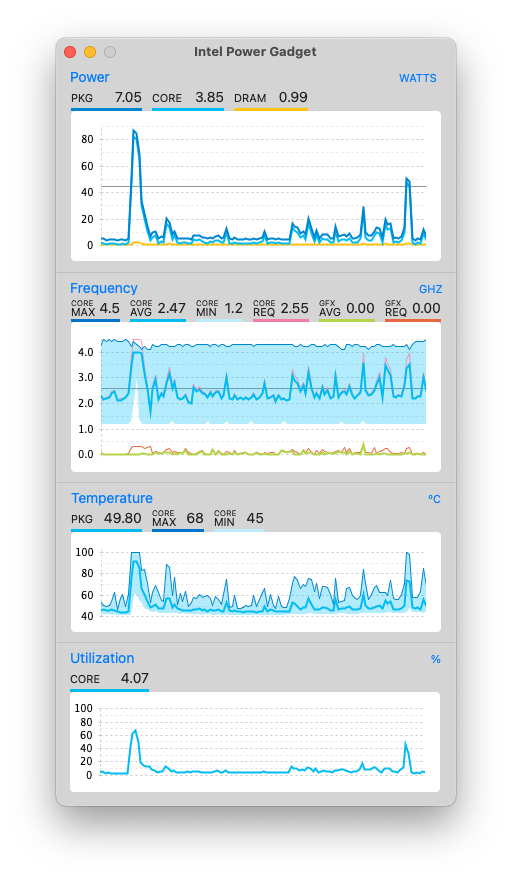 Intel Power Gadget
Power WATTS
PKG 7.05 CORE 3.85 DRAM 0.99
80
60
40
20
0
Frequency GHZ
CORE MAX 4.5 CORE AVG 2.47 CORE MIN 1.2 CORE REQ 2.55 GFX AVG 0.00 GFX REQ 0.00
4.0
3.0
2.0
1.0
0.0
Temperature °C
PKG 49.80 CORE MAX 68 CORE MIN 45
100
80
60
40
Utilization %
CORE 4.07
100
80
60
40
20
0